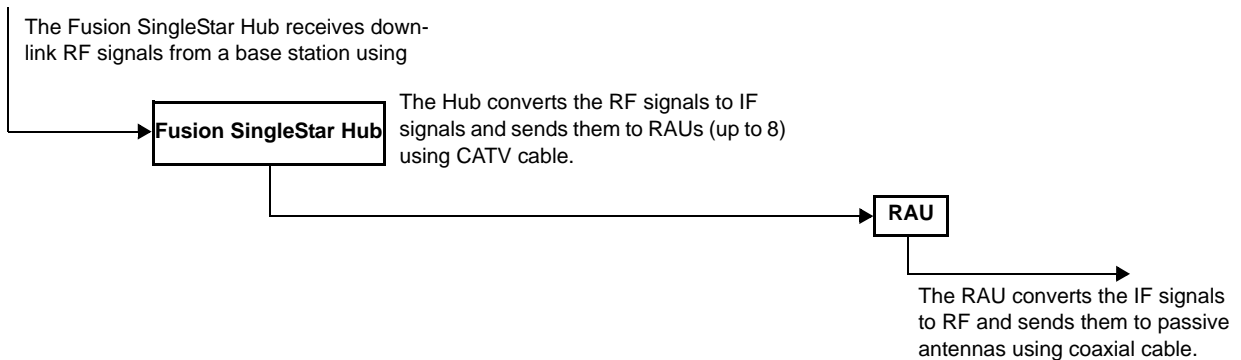 The Fusion SingleStar Hub receives down-
link RF signals from a base station using
Fusion SingleStar Hub
The Hub converts the RF signals to IF
signals and sends them to RAUs (up to 8)
using CATV cable.
RAU
The RAU converts the IF signals
to RF and sends them to passive
antennas using coaxial cable.